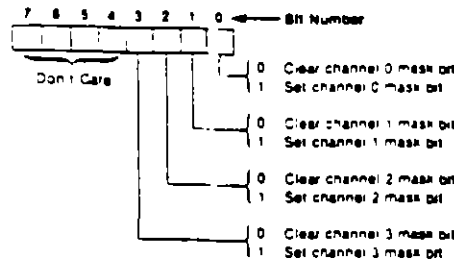 7 6 5 4 3 2 1 0 Bit Number
Don't Care
0 Clear channel 0 mask bit
1 Set channel 0 mask bit
0 Clear channel 1 mask bit
1 Set channel 1 mask bit
0 Clear channel 2 mask bit
1 Set channel 2 mask bit
0 Clear channel 3 mask bit
1 Set channel 3 mask bit